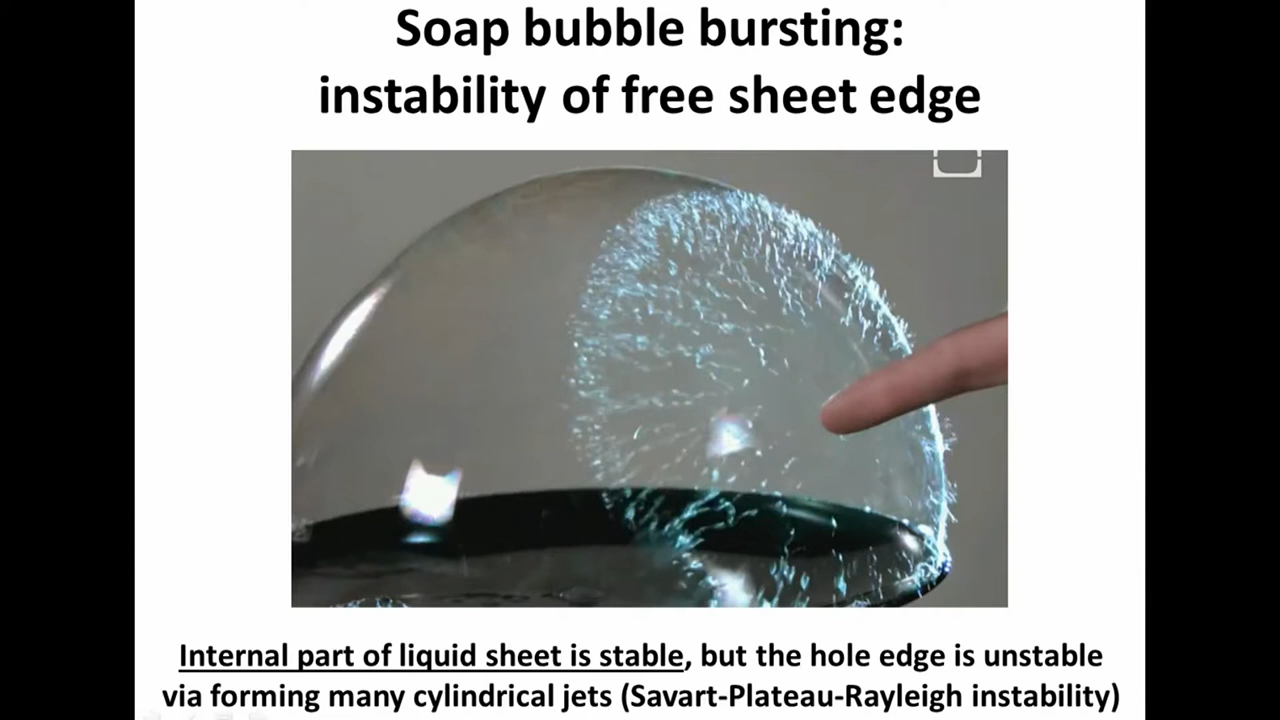 Soap bubble bursting:
instability of free sheet edge
Internal part of liquid sheet is stable, but the hole edge is unstable
via forming many cylindrical jets (Savart-Plateau-Rayleigh instability)